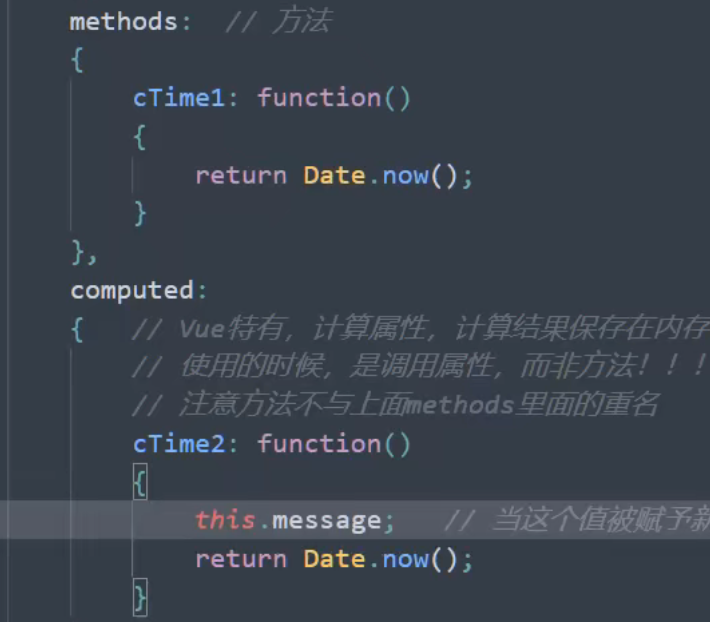 methods:  // 方法
{
cTime1: function()
{
return Date.now();
}
},
computed:
{   // Vue特有，计算属性，计算结果保存在内存
// 使用的时候，是调用属性，而非方法！！！
// 注意方法不与上面methods里面的重名
cTime2: function()
{
this.message;   // 当这个值被赋予新
return Date.now();
}